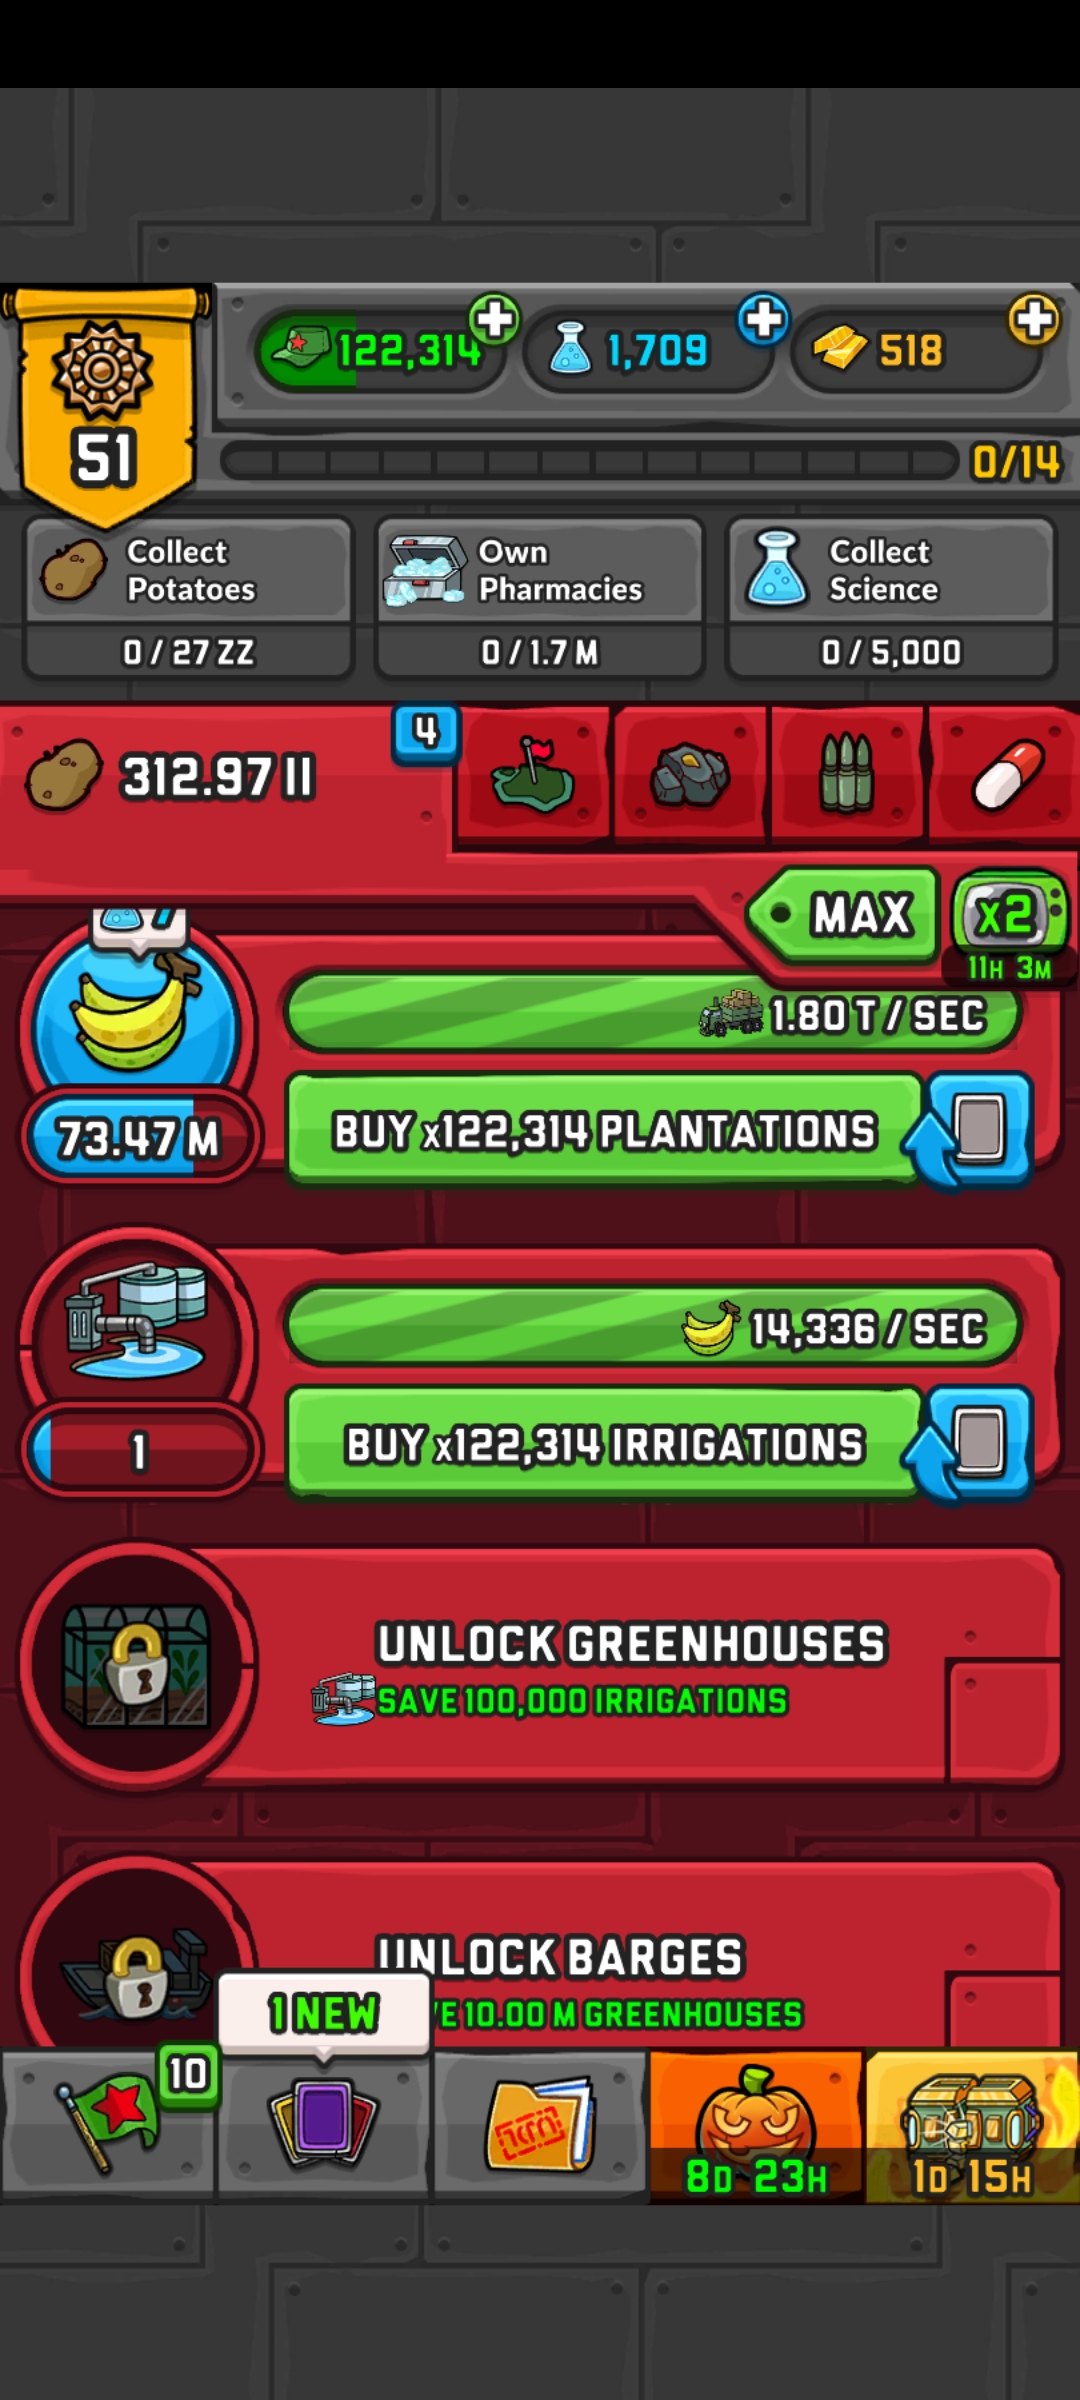 122,314
1,709
518
51
0/14
Collect
Potatoes
0 / 27 ZZ
Own
Pharmacies
0 / 1.7 M
Collect
Science
0 / 5,000
312.97 II
4
MAX
x2
11H 3M
7
1.80 T / SEC
73.47 M
BUY x122,314 PLANTATIONS
14,336 / SEC
1
BUY x122,314 IRRIGATIONS
UNLOCK GREENHOUSES
SAVE 100,000 IRRIGATIONS
UNLOCK BARGES
E 10.00 M GREENHOUSES
1 NEW
10
8D 23H
1D 15H